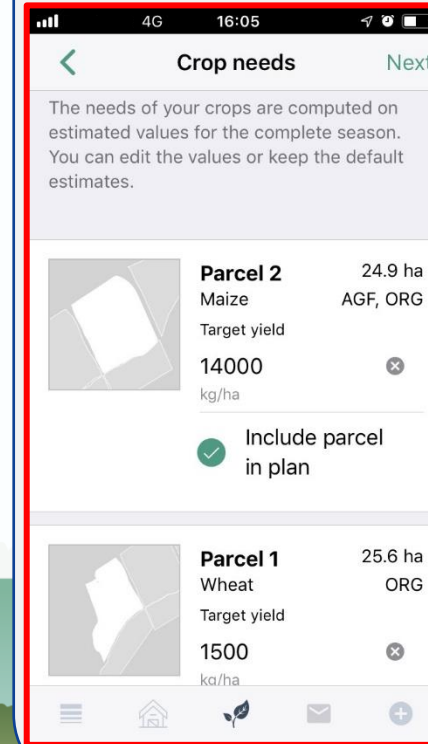 4G 16:05
Crop needs Next
The needs of your crops are computed on
estimated values for the complete season.
You can edit the values or keep the default
estimates.
Parcel 2 24.9 ha
Maize AGF, ORG
Target yield
14000
kg/ha
Include parcel
in plan
Parcel 1 25.6 ha
Wheat ORG
Target yield
1500
kg/ha